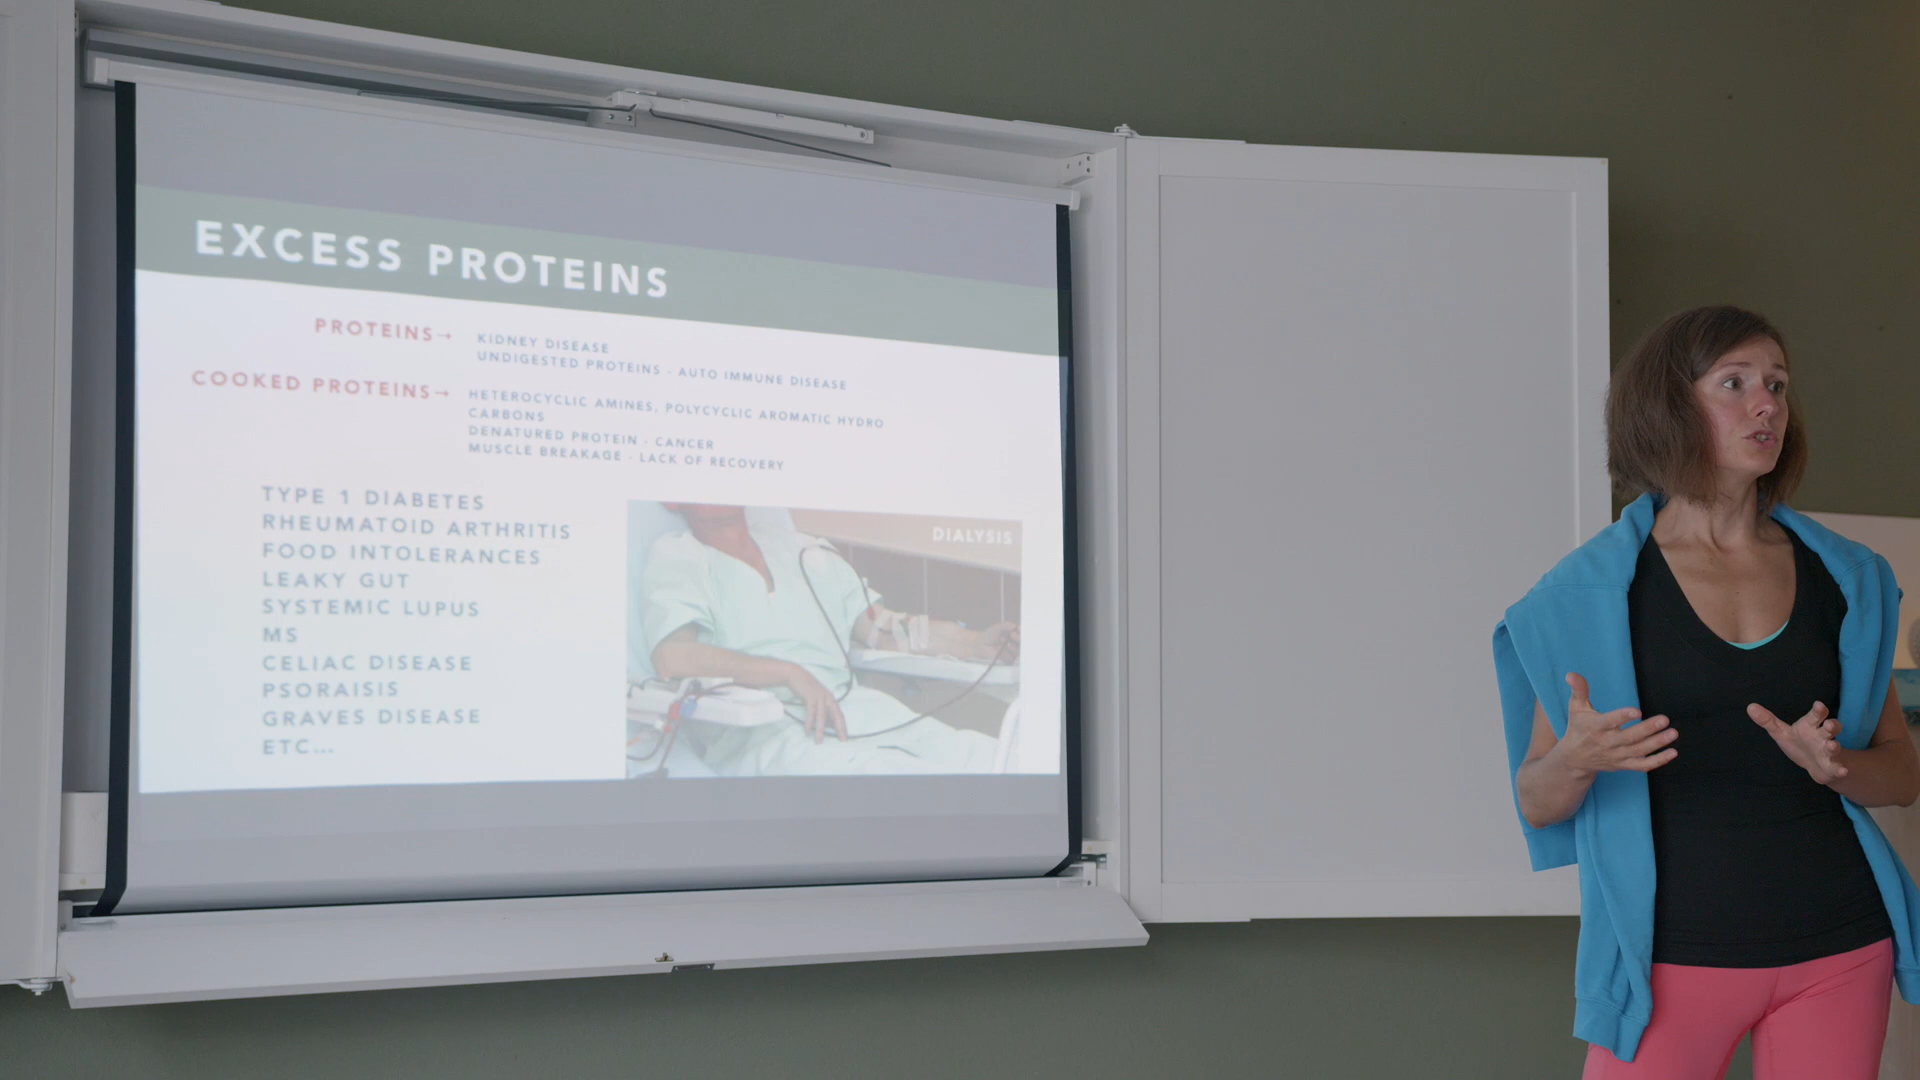 EXCESS PROTEINS
PROTEINS→
KIDNEY DISEASE
UNDIGESTED PROTEINS - AUTO IMMUNE DISEASE
COOKED PROTEINS→
HETEROCYCLIC AMINES, POLYCYCLIC AROMATIC HYDRO
CARBONS
DENATURED PROTEIN - CANCER
MUSCLE BREAKAGE - LACK OF RECOVERY
TYPE 1 DIABETES
RHEUMATOID ARTHRITIS
FOOD INTOLERANCES
LEAKY GUT
SYSTEMIC LUPUS
MS
CELIAC DISEASE
PSORAISIS
GRAVES DISEASE
ETC...
DIALYSIS